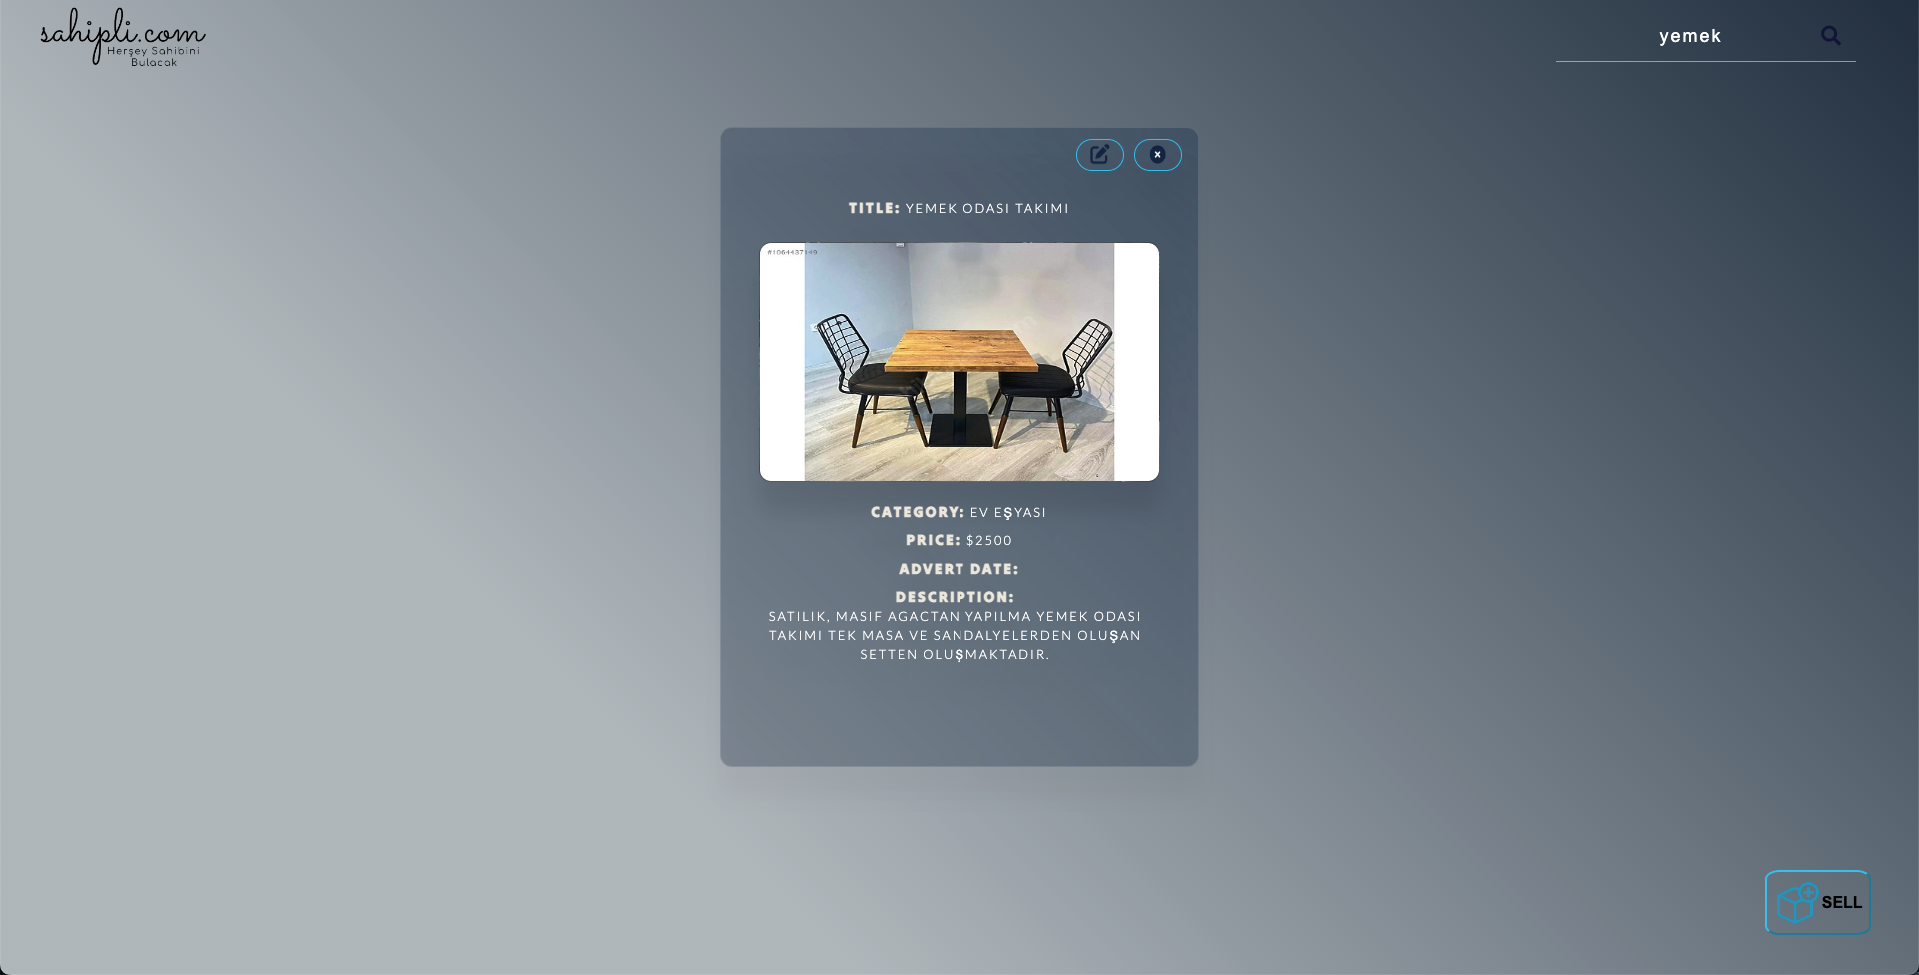 sahipli.com
Herşey Sahibini
Bulacak
yemek
TITLE: YEMEK ODASI TAKIMI
#1064437149
CATEGORY: EV EŞYASI
PRICE: $2500
ADVERT DATE:
DESCRIPTION:
SATILIK, MASIF AGACTAN YAPILMA YEMEK ODASI
TAKIMI TEK MASA VE SANDALYELERDEN OLUŞAN
SETTEN OLUŞMAKTADIR.
SELL